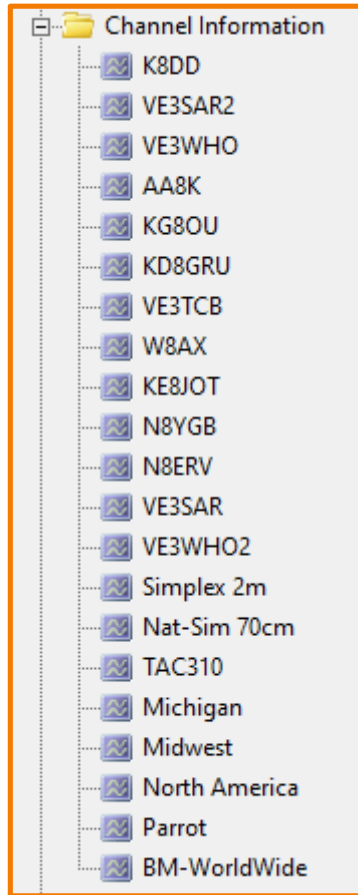 Channel Information
K8DD
VE3SAR2
VE3WHO
AA8K
KG8OU
KD8GRU
VE3TCB
W8AX
KE8JOT
N8YGB
N8ERV
VE3SAR
VE3WHO2
Simplex 2m
Nat-Sim 70cm
TAC310
Michigan
Midwest
North America
Parrot
BM-WorldWide